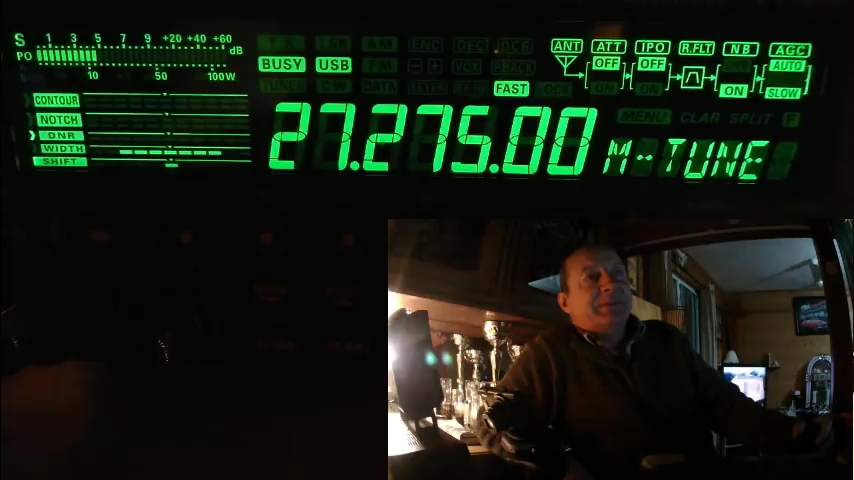 S 1 3 5 7 9 +20 +40 +60 dB
PO 10 50 100W
BUSY USB
FAST
ANT ATT IPO R.FLT NB AGC
OFF OFF AUTO
ON SLOW
CONTOUR
NOTCH
DNR
WIDTH
SHIFT
MENU CLAR SPLIT F
27.275.00 M-TUNE